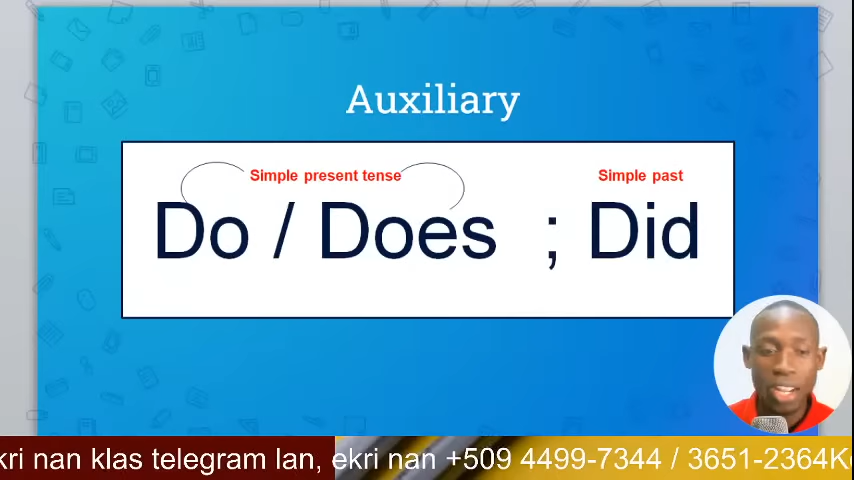 Auxiliary
Simple present tense Simple past
Do / Does ; Did
kri nan klas telegram lan, ekri nan +509 4499-7344 / 3651-2364K